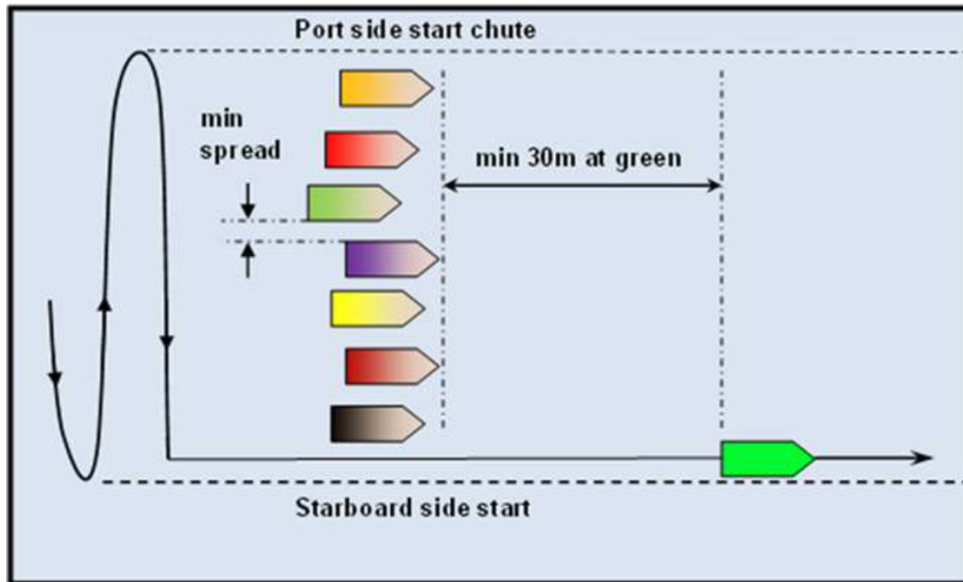 Port side start chute
min
spread
min 30m at green
Starboard side start